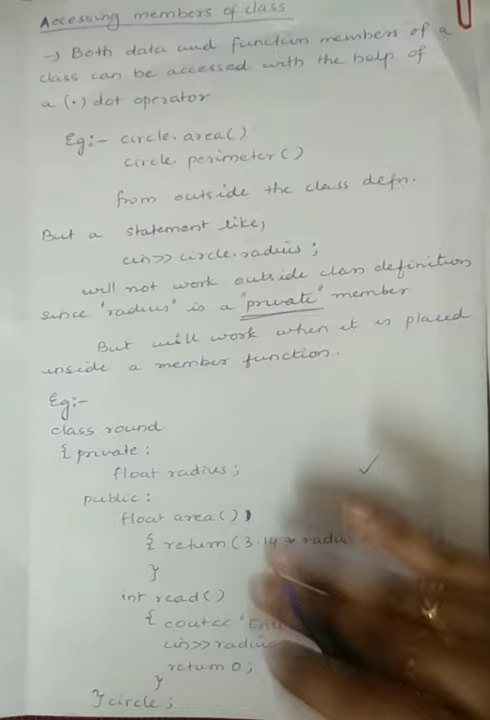 Accessing members of class
→ Both data and function members of a
class can be accessed with the help of
a (.) dot operator
Eg:- circle.area()
circle.perimeter()
from outside the class defn.
But a statement like,
cin>>circle.radius;
will not work outside class definition
since "radius" is a "private" member
But will work when it is placed
inside a member function.
Eg:-
class round
{ private:
float radius;
public:
float area()
{ return (3.14 *
}
int read()
{ cout<<
cin>>
return 0;
}
} circle;